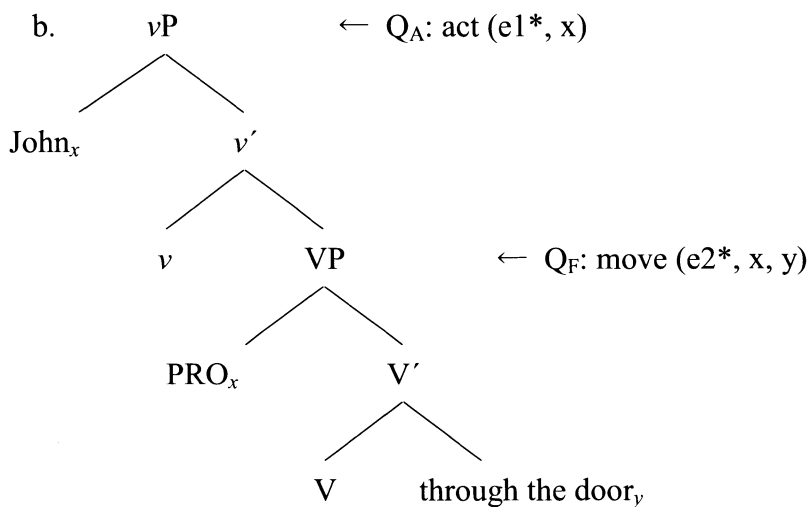 b. vP ← Q_A: act (e1*, x)
John_x v´
v VP ← Q_F: move (e2*, x, y)
PRO_x V´
V through the door_y